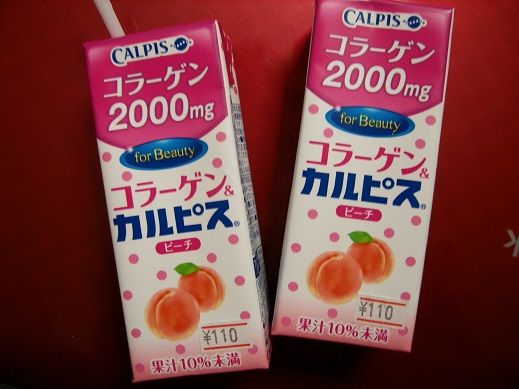 CALPIS
コラーゲン
2000mg
for Beauty
コラーゲン&
カルピス®
ピーチ
¥110
果汁10%未満
CALPIS
コラーゲン
2000mg
for Beauty
コラーゲン&
カルピス®
ピーチ
¥110
果汁10%未満